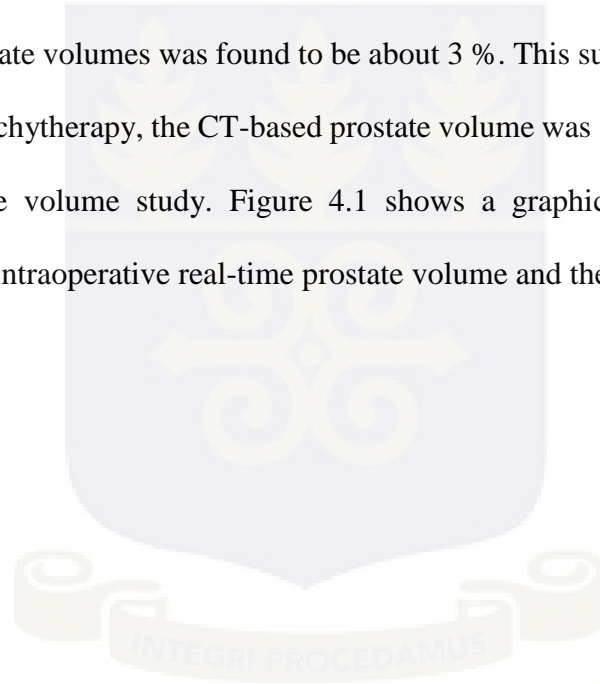 ate volumes was found to be about 3 %. This su
chytherapy, the CT-based prostate volume was
e volume study. Figure 4.1 shows a graphic
intraoperative real-time prostate volume and the
INTEGRI PROCEDAMUS